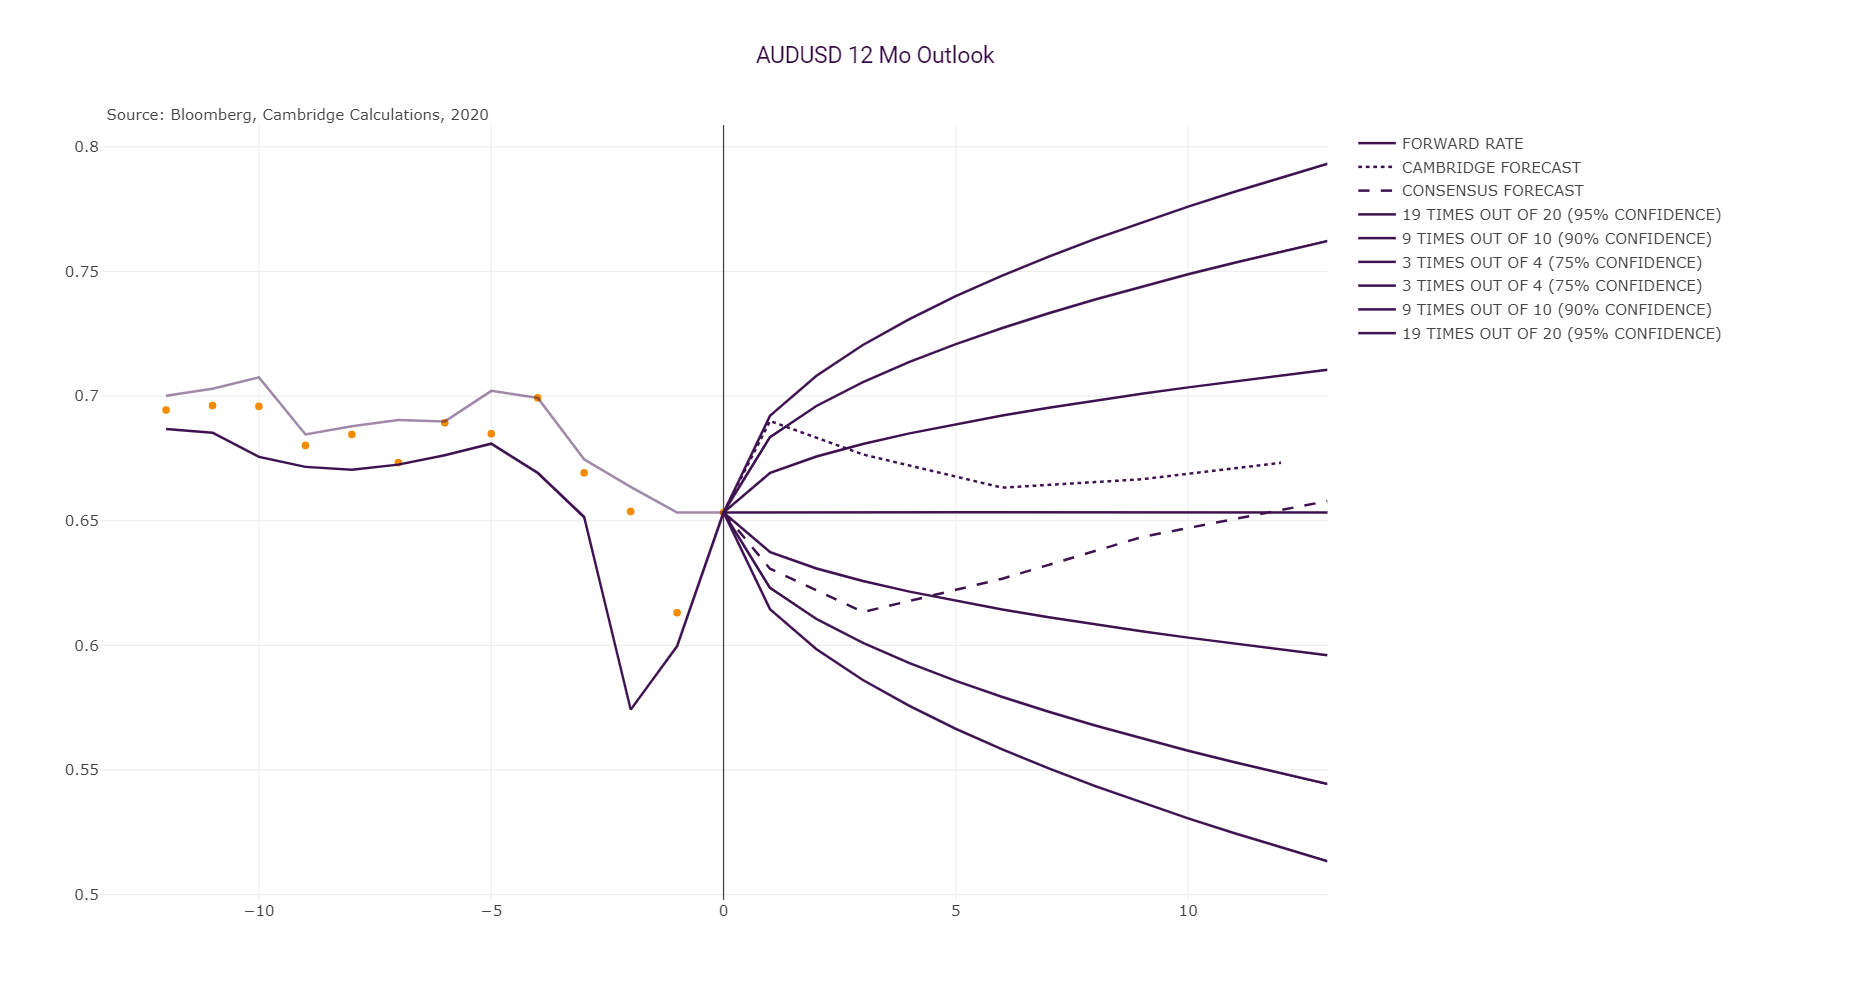 AUDUSD 12 Mo Outlook
Source: Bloomberg, Cambridge Calculations, 2020
0.8
0.75
0.7
0.65
0.6
0.55
0.5
−10
−5
0
5
10
FORWARD RATE
CAMBRIDGE FORECAST
CONSENSUS FORECAST
19 TIMES OUT OF 20 (95% CONFIDENCE)
9 TIMES OUT OF 10 (90% CONFIDENCE)
3 TIMES OUT OF 4 (75% CONFIDENCE)
3 TIMES OUT OF 4 (75% CONFIDENCE)
9 TIMES OUT OF 10 (90% CONFIDENCE)
19 TIMES OUT OF 20 (95% CONFIDENCE)